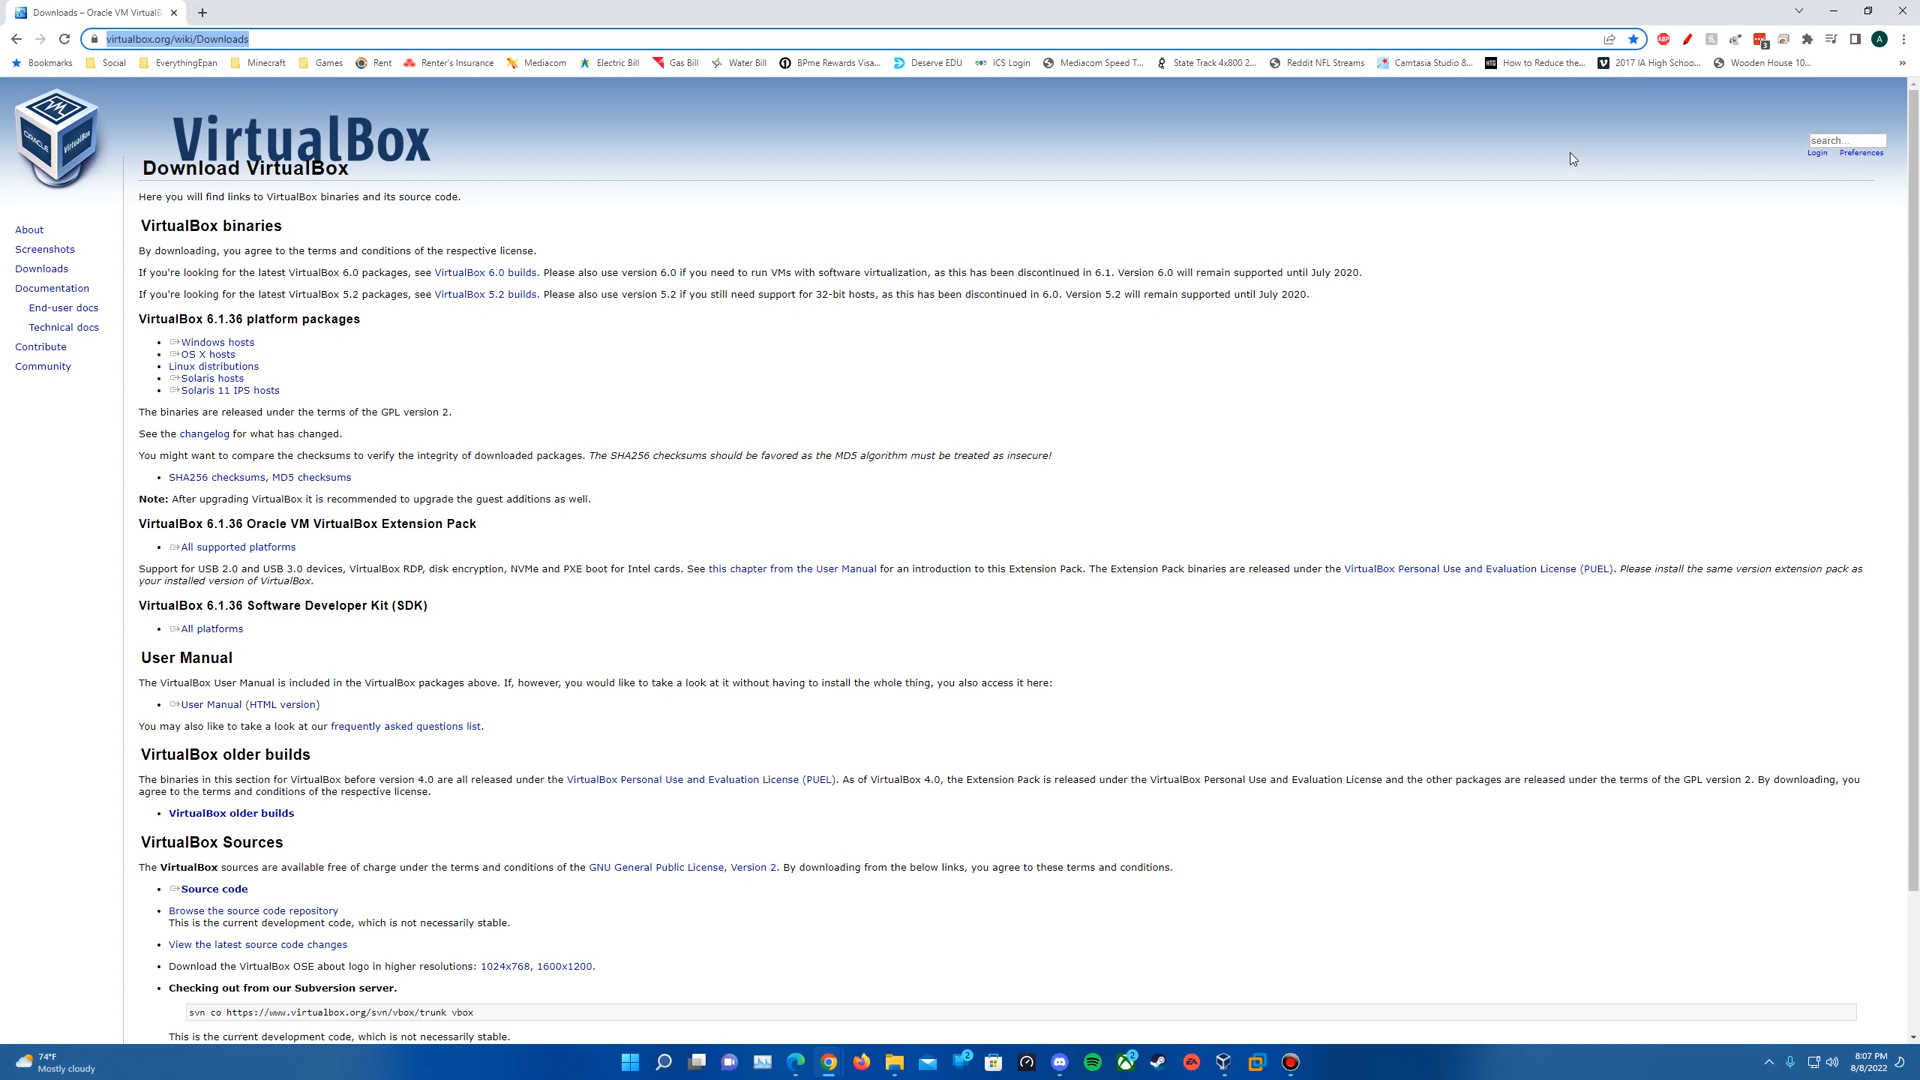 Downloads – Oracle VM VirtualB
virtualbox.org/wiki/Downloads
Bookmarks Social EverythingEpan Minecraft Games Rent Renter's Insurance Mediacom Electric Bill Gas Bill Water Bill BPme Rewards Visa... Deserve EDU ICS Login Mediacom Speed T... State Track 4x800 2... Reddit NFL Streams Camtasia Studio 8... How to Reduce the... 2017 IA High Schoo... Wooden House 10...
VirtualBox
search...
Login Preferences
Download VirtualBox
Here you will find links to VirtualBox binaries and its source code.
About
Screenshots
Downloads
Documentation
End-user docs
Technical docs
Contribute
Community
VirtualBox binaries
By downloading, you agree to the terms and conditions of the respective license.
If you're looking for the latest VirtualBox 6.0 packages, see VirtualBox 6.0 builds. Please also use version 6.0 if you need to run VMs with software virtualization, as this has been discontinued in 6.1. Version 6.0 will remain supported until July 2020.
If you're looking for the latest VirtualBox 5.2 packages, see VirtualBox 5.2 builds. Please also use version 5.2 if you still need support for 32-bit hosts, as this has been discontinued in 6.0. Version 5.2 will remain supported until July 2020.
VirtualBox 6.1.36 platform packages
Windows hosts
OS X hosts
Linux distributions
Solaris hosts
Solaris 11 IPS hosts
The binaries are released under the terms of the GPL version 2.
See the changelog for what has changed.
You might want to compare the checksums to verify the integrity of downloaded packages. The SHA256 checksums should be favored as the MD5 algorithm must be treated as insecure!
SHA256 checksums, MD5 checksums
Note: After upgrading VirtualBox it is recommended to upgrade the guest additions as well.
VirtualBox 6.1.36 Oracle VM VirtualBox Extension Pack
All supported platforms
Support for USB 2.0 and USB 3.0 devices, VirtualBox RDP, disk encryption, NVMe and PXE boot for Intel cards. See this chapter from the User Manual for an introduction to this Extension Pack. The Extension Pack binaries are released under the VirtualBox Personal Use and Evaluation License (PUEL). Please install the same version extension pack as
your installed version of VirtualBox.
VirtualBox 6.1.36 Software Developer Kit (SDK)
All platforms
User Manual
The VirtualBox User Manual is included in the VirtualBox packages above. If, however, you would like to take a look at it without having to install the whole thing, you also access it here:
User Manual (HTML version)
You may also like to take a look at our frequently asked questions list.
VirtualBox older builds
The binaries in this section for VirtualBox before version 4.0 are all released under the VirtualBox Personal Use and Evaluation License (PUEL). As of VirtualBox 4.0, the Extension Pack is released under the VirtualBox Personal Use and Evaluation License and the other packages are released under the terms of the GPL version 2. By downloading, you
agree to the terms and conditions of the respective license.
VirtualBox older builds
VirtualBox Sources
The VirtualBox sources are available free of charge under the terms and conditions of the GNU General Public License, Version 2. By downloading from the below links, you agree to these terms and conditions.
Source code
Browse the source code repository
This is the current development code, which is not necessarily stable.
View the latest source code changes
Download the VirtualBox OSE about logo in higher resolutions: 1024x768, 1600x1200.
Checking out from our Subversion server.
svn co https://www.virtualbox.org/svn/vbox/trunk vbox
This is the current development code, which is not necessarily stable.
74°F
Mostly cloudy
8:07 PM
8/8/2022